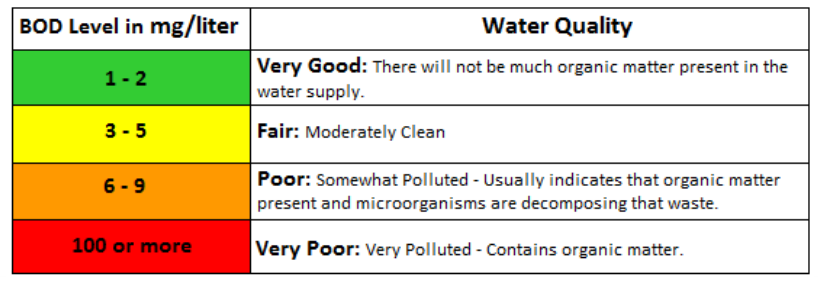 BOD Level in mg/liter
Water Quality
1 - 2
Very Good: There will not be much organic matter present in the
water supply.
3 - 5
Fair: Moderately Clean
6 - 9
Poor: Somewhat Polluted - Usually indicates that organic matter
present and microorganisms are decomposing that waste.
100 or more
Very Poor: Very Polluted - Contains organic matter.